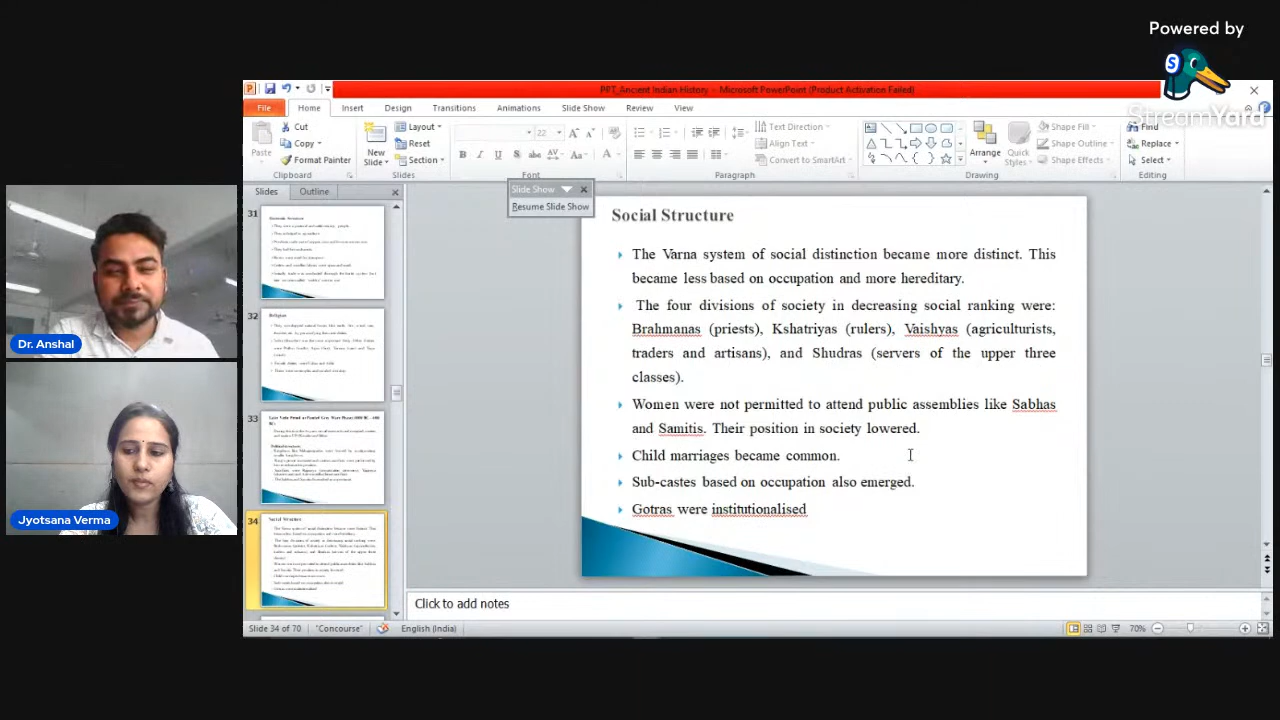 Powered by
StreamYard
PPT_Ancient Indian History - Microsoft PowerPoint (Product Activation Failed)
File Home Insert Design Transitions Animations Slide Show Review View
Paste
Cut
Copy
Format Painter
Clipboard
New
Slide
Layout
Reset
Section
Slides
22
Font
Paragraph
Text Direction
Align Text
Convert to SmartArt
Arrange
Quick
Styles
Shape Fill
Shape Outline
Shape Effects
Drawing
Find
Replace
Select
Editing
Slides Outline
Slide Show
Resume Slide Show
31
32
Religion
33
34
Social Structure
Social Structure
The Varna system of social distinction became more distinct. This
became less based on occupation and more hereditary.
The four divisions of society in decreasing social ranking were:
Brahmanas (priests), Kshatriyas (rulers), Vaishyas (agriculturists,
traders and artisans), and Shudras (servers of the upper three
classes).
Women were not permitted to attend public assemblies like Sabhas
and Samitis. Their position in society lowered.
Child marriages became common.
Sub-castes based on occupation also emerged.
Gotras were institutionalised
Click to add notes
Slide 34 of 70 "Concourse" English (India) 70%
Dr. Anshal
Jyotsana Verma